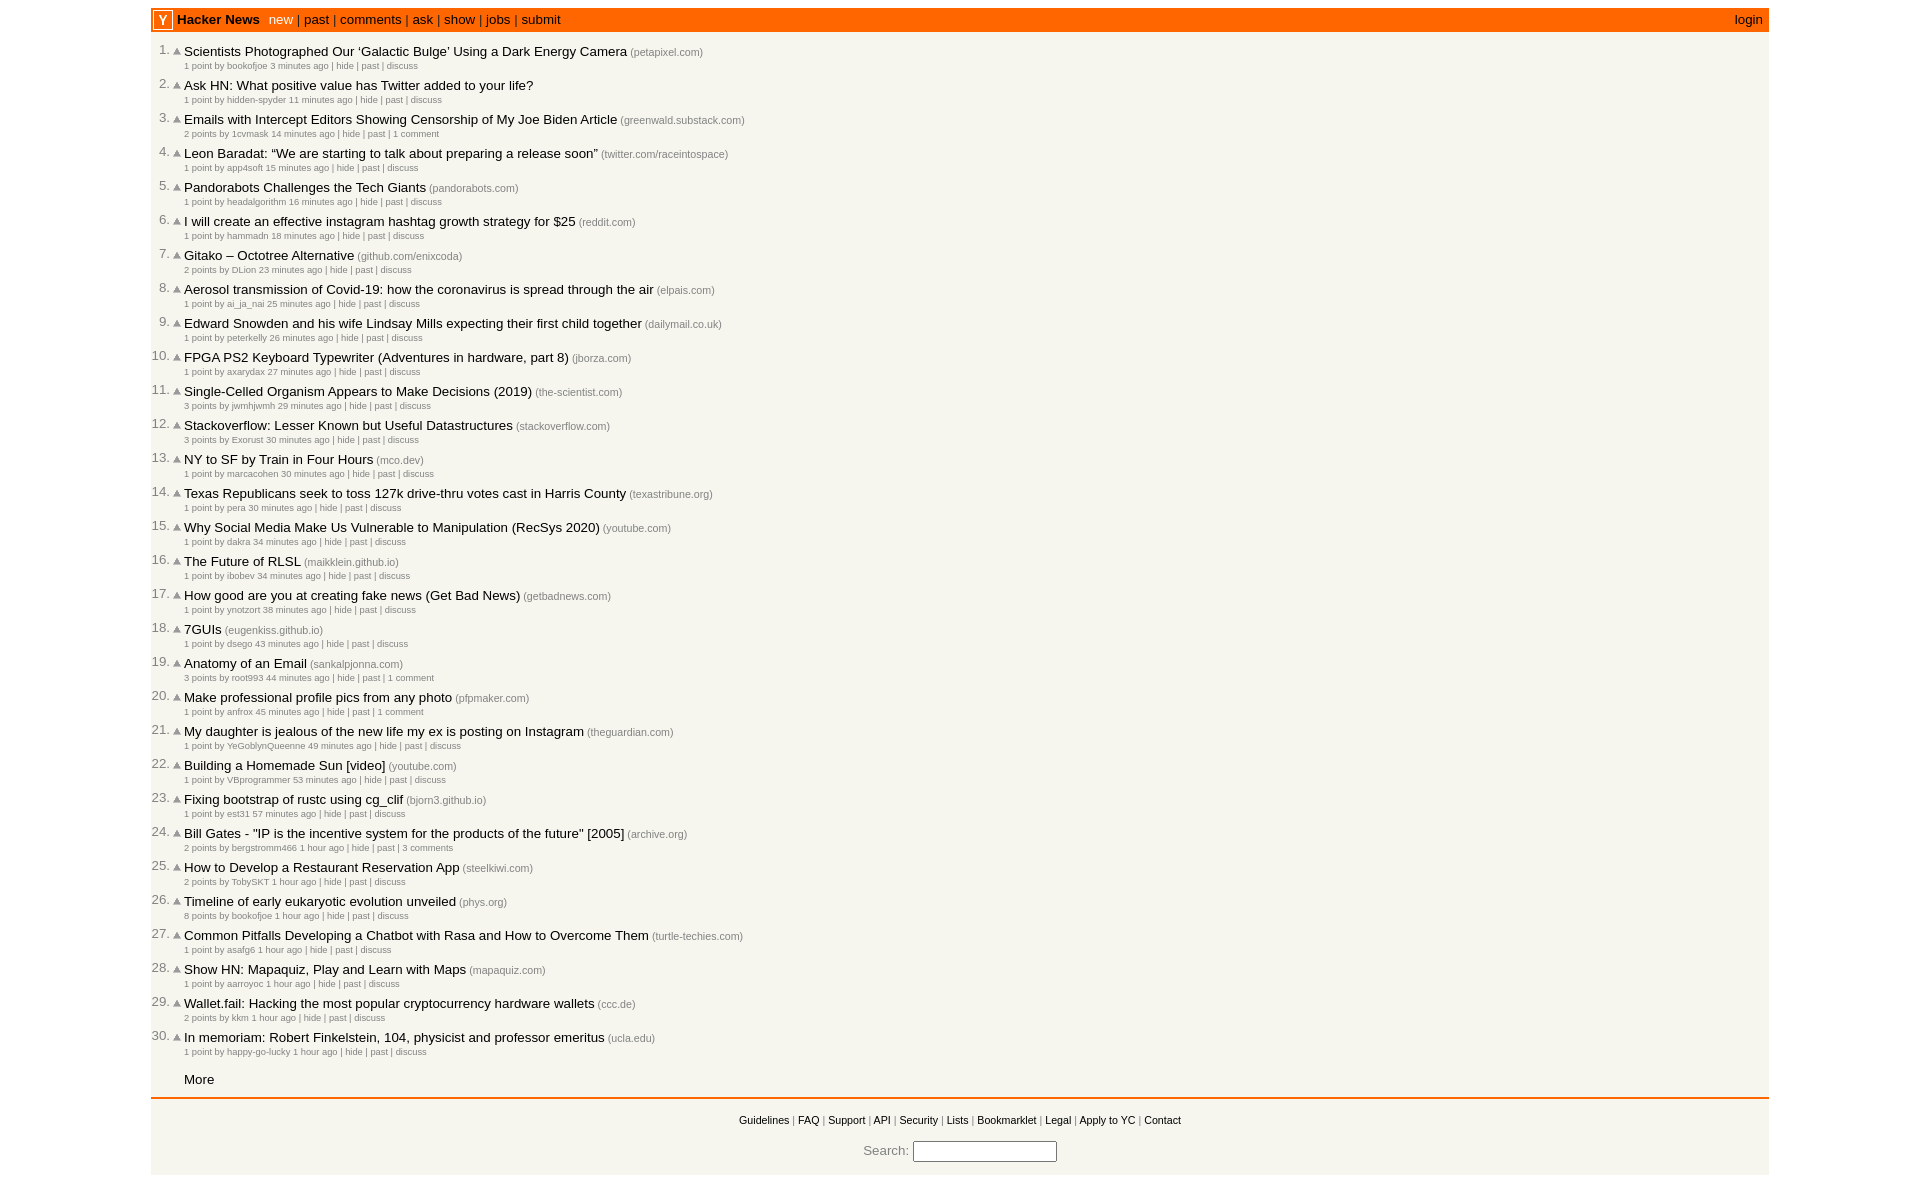 Y Hacker News new | past | comments | ask | show | jobs | submit login
1. Scientists Photographed Our ‘Galactic Bulge’ Using a Dark Energy Camera (petapixel.com)
1 point by bookofjoe 3 minutes ago | hide | past | discuss
2. Ask HN: What positive value has Twitter added to your life?
1 point by hidden-spyder 11 minutes ago | hide | past | discuss
3. Emails with Intercept Editors Showing Censorship of My Joe Biden Article (greenwald.substack.com)
2 points by 1cvmask 14 minutes ago | hide | past | 1 comment
4. Leon Baradat: “We are starting to talk about preparing a release soon” (twitter.com/raceintospace)
1 point by app4soft 15 minutes ago | hide | past | discuss
5. Pandorabots Challenges the Tech Giants (pandorabots.com)
1 point by headalgorithm 16 minutes ago | hide | past | discuss
6. I will create an effective instagram hashtag growth strategy for $25 (reddit.com)
1 point by hammadn 18 minutes ago | hide | past | discuss
7. Gitako – Octotree Alternative (github.com/enixcoda)
2 points by DLion 23 minutes ago | hide | past | discuss
8. Aerosol transmission of Covid-19: how the coronavirus is spread through the air (elpais.com)
1 point by ai_ja_nai 25 minutes ago | hide | past | discuss
9. Edward Snowden and his wife Lindsay Mills expecting their first child together (dailymail.co.uk)
1 point by peterkelly 26 minutes ago | hide | past | discuss
10. FPGA PS2 Keyboard Typewriter (Adventures in hardware, part 8) (jborza.com)
1 point by axarydax 27 minutes ago | hide | past | discuss
11. Single-Celled Organism Appears to Make Decisions (2019) (the-scientist.com)
3 points by jwmhjwmh 29 minutes ago | hide | past | discuss
12. Stackoverflow: Lesser Known but Useful Datastructures (stackoverflow.com)
3 points by Exorust 30 minutes ago | hide | past | discuss
13. NY to SF by Train in Four Hours (mco.dev)
1 point by marcacohen 30 minutes ago | hide | past | discuss
14. Texas Republicans seek to toss 127k drive-thru votes cast in Harris County (texastribune.org)
1 point by pera 30 minutes ago | hide | past | discuss
15. Why Social Media Make Us Vulnerable to Manipulation (RecSys 2020) (youtube.com)
1 point by dakra 34 minutes ago | hide | past | discuss
16. The Future of RLSL (maikklein.github.io)
1 point by ibobev 34 minutes ago | hide | past | discuss
17. How good are you at creating fake news (Get Bad News) (getbadnews.com)
1 point by ynotzort 38 minutes ago | hide | past | discuss
18. 7GUIs (eugenkiss.github.io)
1 point by dsego 43 minutes ago | hide | past | discuss
19. Anatomy of an Email (sankalpjonna.com)
3 points by root993 44 minutes ago | hide | past | 1 comment
20. Make professional profile pics from any photo (pfpmaker.com)
1 point by anfrox 45 minutes ago | hide | past | 1 comment
21. My daughter is jealous of the new life my ex is posting on Instagram (theguardian.com)
1 point by YeGoblynQueenne 49 minutes ago | hide | past | discuss
22. Building a Homemade Sun [video] (youtube.com)
1 point by VBprogrammer 53 minutes ago | hide | past | discuss
23. Fixing bootstrap of rustc using cg_clif (bjorn3.github.io)
1 point by est31 57 minutes ago | hide | past | discuss
24. Bill Gates - "IP is the incentive system for the products of the future" [2005] (archive.org)
2 points by bergstromm466 1 hour ago | hide | past | 3 comments
25. How to Develop a Restaurant Reservation App (steelkiwi.com)
2 points by TobySKT 1 hour ago | hide | past | discuss
26. Timeline of early eukaryotic evolution unveiled (phys.org)
8 points by bookofjoe 1 hour ago | hide | past | discuss
27. Common Pitfalls Developing a Chatbot with Rasa and How to Overcome Them (turtle-techies.com)
1 point by asafg6 1 hour ago | hide | past | discuss
28. Show HN: Mapaquiz, Play and Learn with Maps (mapaquiz.com)
1 point by aarroyoc 1 hour ago | hide | past | discuss
29. Wallet.fail: Hacking the most popular cryptocurrency hardware wallets (ccc.de)
2 points by kkm 1 hour ago | hide | past | discuss
30. In memoriam: Robert Finkelstein, 104, physicist and professor emeritus (ucla.edu)
1 point by happy-go-lucky 1 hour ago | hide | past | discuss
More
Guidelines | FAQ | Support | API | Security | Lists | Bookmarklet | Legal | Apply to YC | Contact
Search: